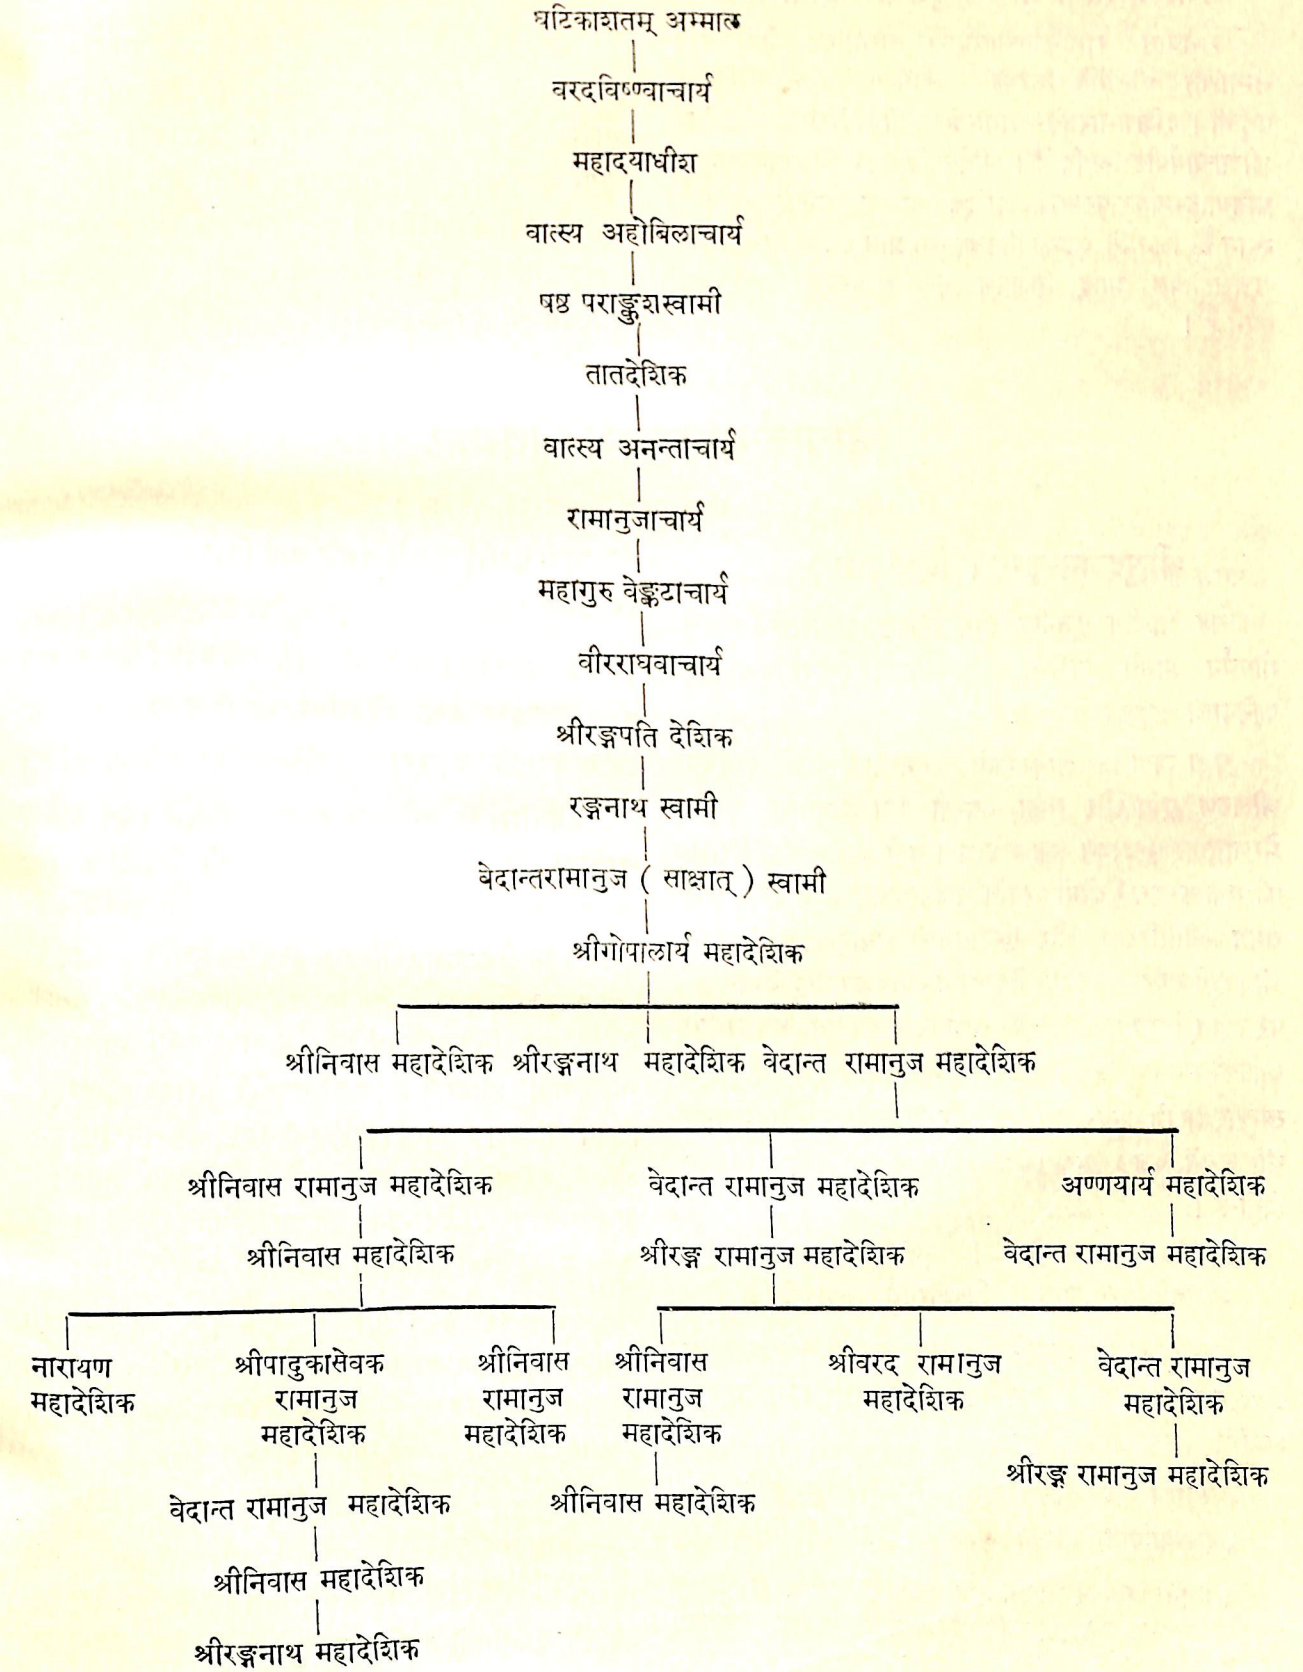 घटिकाशतम् अम्माल
वरदविष्ण्वाचार्य
महादयाधीश
वात्स्य अहोबिलाचार्य
षष्ठ पराङ्कुशस्वामी
तातदेशिक
वात्स्य अनन्ताचार्य
रामानुजाचार्य
महागुरु वेङ्कटाचार्य
वीरराघवाचार्य
श्रीरङ्गपति देशिक
रङ्गनाथ स्वामी
बेदान्तरामानुज ( साक्षात् ) स्वामी
श्रीगोपालार्य महादेशिक
श्रीनिवास महादेशिक श्रीरङ्गनाथ महादेशिक वेदान्त रामानुज महादेशिक
श्रीनिवास रामानुज महादेशिक वेदान्त रामानुज महादेशिक अण्णयार्य महादेशिक
श्रीनिवास महादेशिक श्रीरङ्ग रामानुज महादेशिक वेदान्त रामानुज महादेशिक
नारायण श्रीपादुकासेवक श्रीनिवास श्रीनिवास श्रीवरद रामानुज वेदान्त रामानुज
महादेशिक रामानुज रामानुज रामानुज महादेशिक महादेशिक
महादेशिक महादेशिक महादेशिक
श्रीरङ्ग रामानुज महादेशिक
वेदान्त रामानुज महादेशिक श्रीनिवास महादेशिक
श्रीनिवास महादेशिक
श्रीरङ्गनाथ महादेशिक